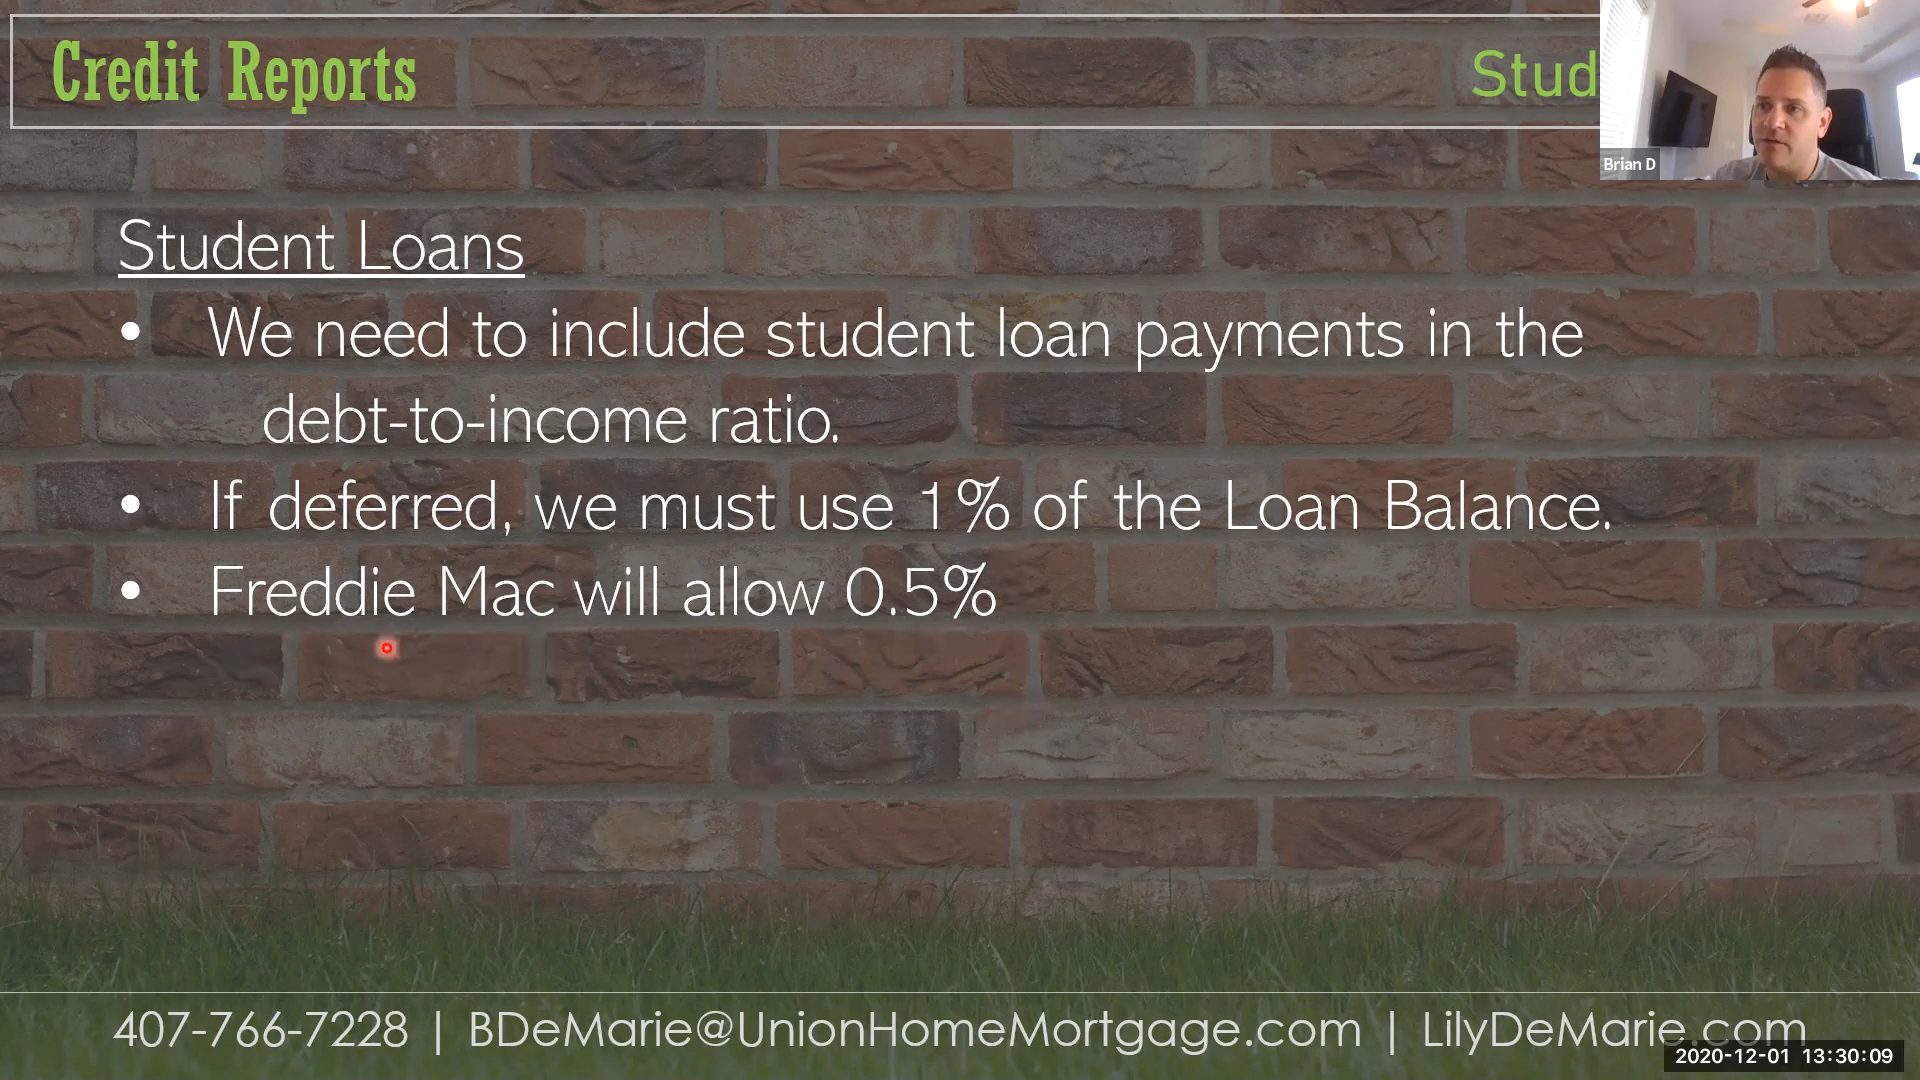 Credit Reports
Stud
Brian D
Student Loans
• We need to include student loan payments in the
debt-to-income ratio.
• If deferred, we must use 1% of the Loan Balance.
• Freddie Mac will allow 0.5%
407-766-7228 | BDeMarie@UnionHomeMortgage.com | LilyDeMarie.com
2020-12-01 13:30:09